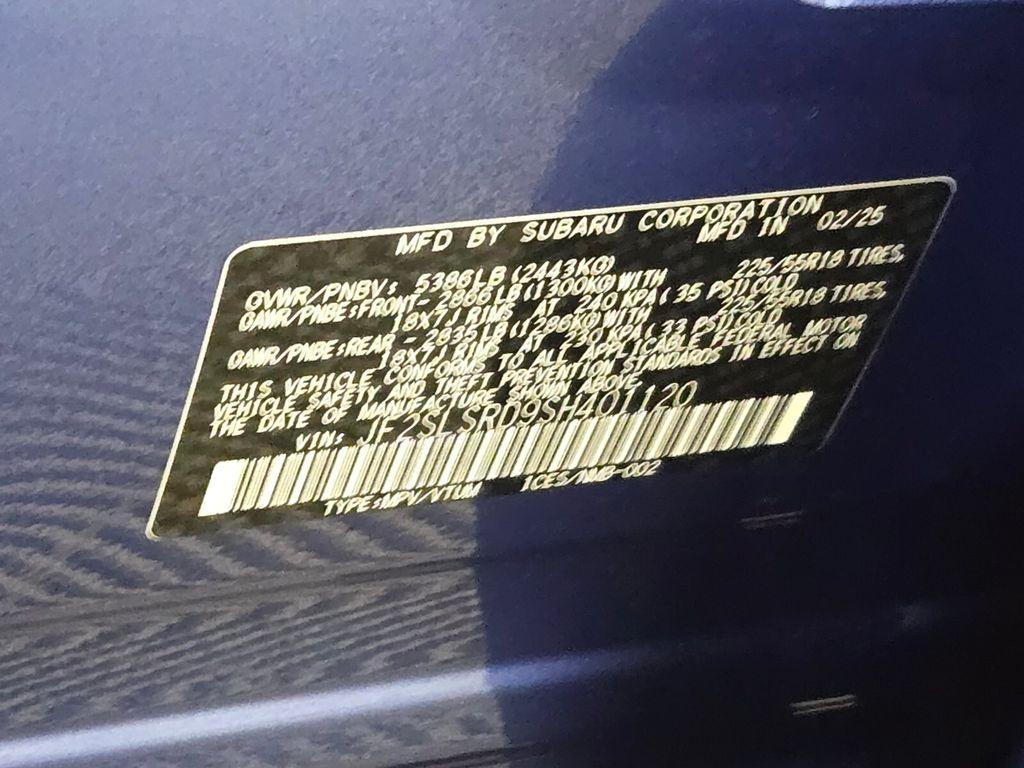 MFD BY SUBARU CORPORATION
MFD IN 02/25
GVWR/PNBV: 5386LB(2443KG)
GAWR/PNBE:FRONT- 2866LB(1300KG)WITH 225/55R18 TIRES,
18X7J RIMS, AT 240 KPA( 35 PSI)COLD
GAWR/PNBE:REAR - 2835LB(1286KG)WITH 225/55R18 TIRES,
18X7J RIMS, AT 230 KPA( 33 PSI)COLD
THIS VEHICLE CONFORMS TO ALL APPLICABLE FEDERAL MOTOR
VEHICLE SAFETY AND THEFT PREVENTION STANDARDS IN EFFECT ON
THE DATE OF MANUFACTURE SHOWN ABOVE.
VIN: JF2SLSRD9SH401120
TYPE:MPV/VTUM 1CES/NMB-002